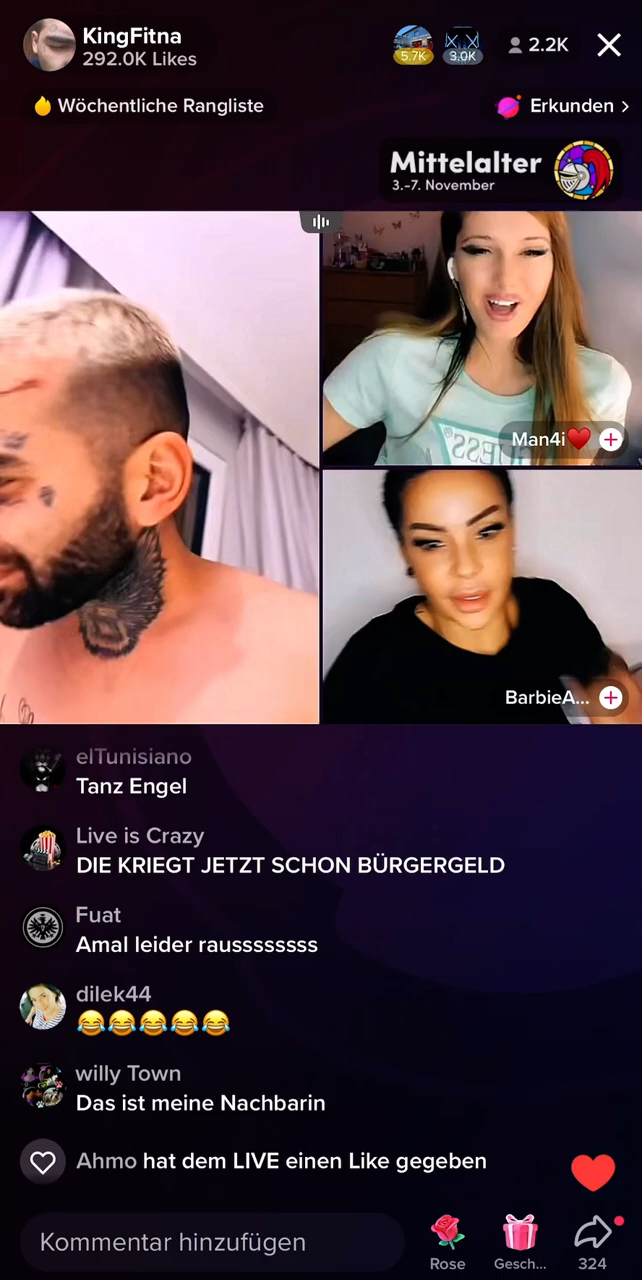 KingFitna
292.0K Likes
5.7K
3.0K
2.2K
Wöchentliche Rangliste
Erkunden
Mittelalter
3.-7. November
GUESS
Man4i❤️
BarbieA...
elTunisiano
Tanz Engel
Live is Crazy
DIE KRIEGT JETZT SCHON BÜRGERGELD
Fuat
Amal leider rausssssssss
dilek44
😂😂😂😂😂
willy Town
Das ist meine Nachbarin
Ahmo hat dem LIVE einen Like gegeben
Kommentar hinzufügen
Rose
Gesch...
324